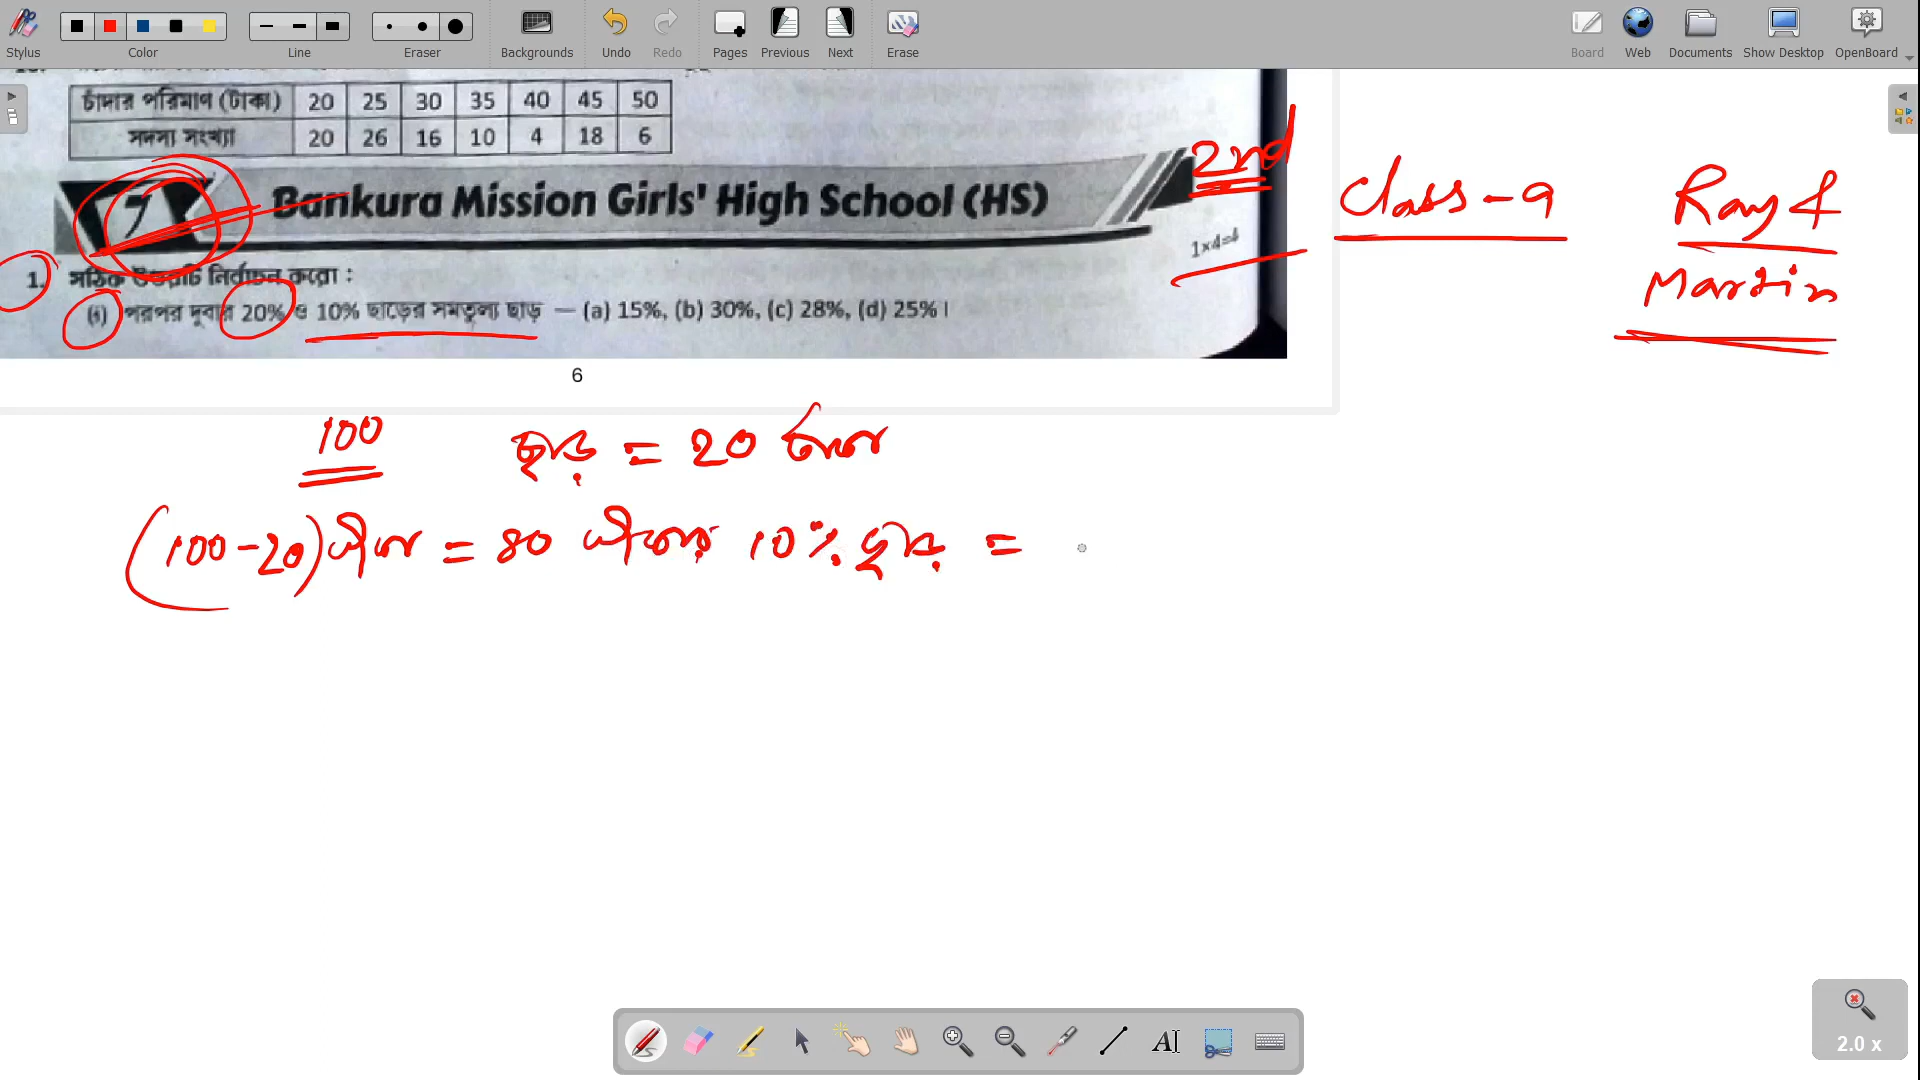 Stylus Color Line Eraser Backgrounds Undo Redo Pages Previous Next Erase Board Web Documents Show Desktop OpenBoard
চাঁদার পরিমাণ (টাকা) 20 25 30 35 40 45 50
সদস্য সংখ্যা 20 26 16 10 4 18 6
2nd
Class-9
Ray &
Martin
7 Bankura Mission Girls' High School (HS)
1×4=4
1. সঠিক উত্তরটি নির্বাচন করো :
(i) পরপর দুবার 20% ও 10% ছাড়ের সমতুল্য ছাড় — (a) 15%, (b) 30%, (c) 28%, (d) 25%।
6
100 ছাড় = 20 টাকা
(100-20) টাকা = 80 টাকায় 10% ছাড় =
2.0 x